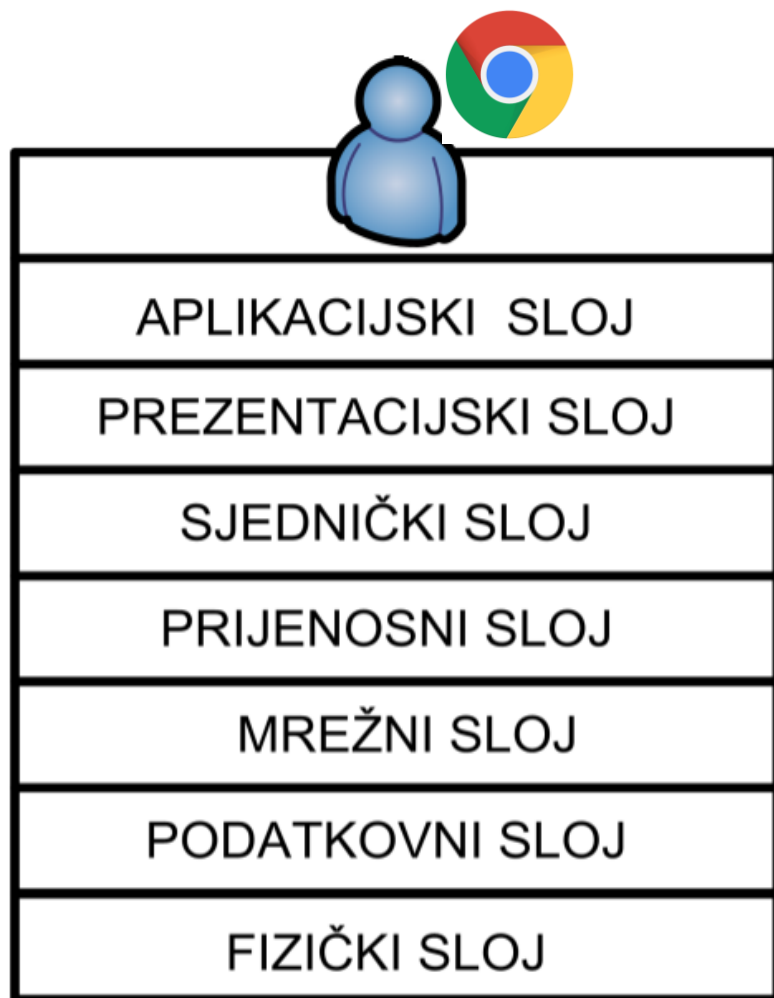 APLIKACIJSKI SLOJ
PREZENTACIJSKI SLOJ
SJEDNIČKI SLOJ
PRIJENOSNI SLOJ
MREŽNI SLOJ
PODATKOVNI SLOJ
FIZIČKI SLOJ